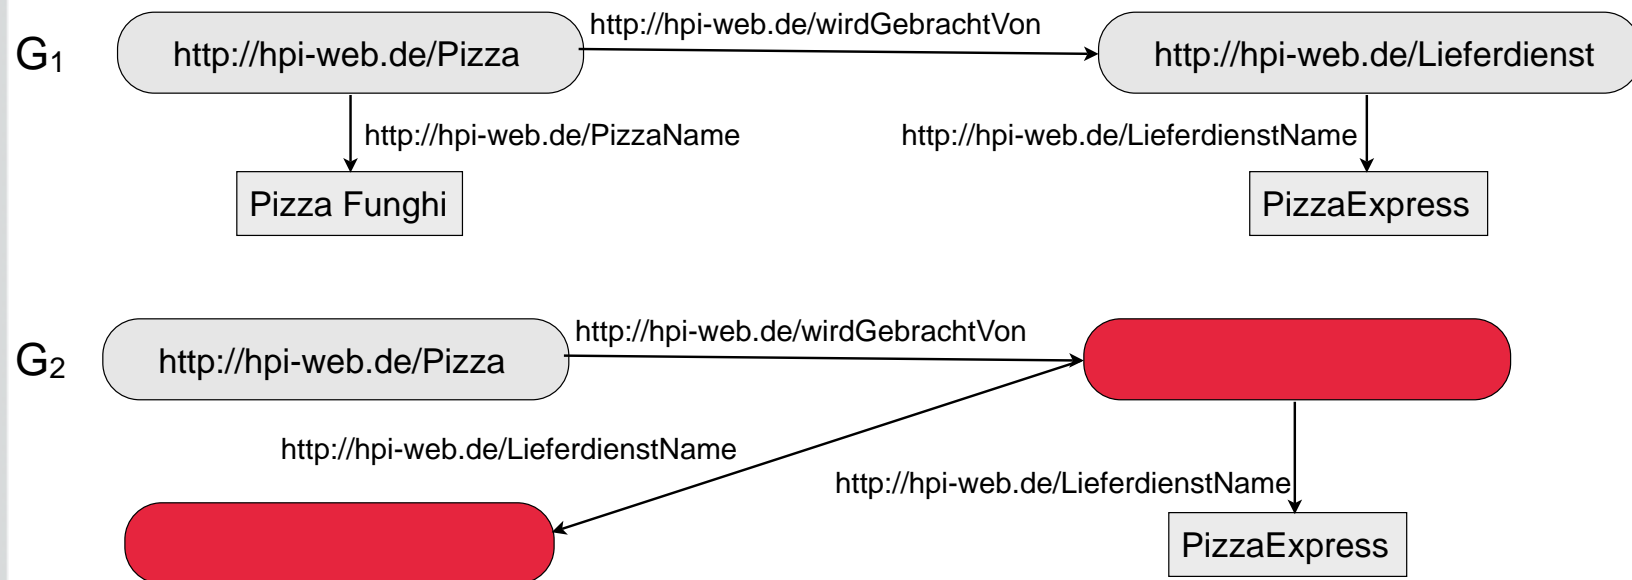 http://hpi-web.de/wirdGebrachtVon
G1 http://hpi-web.de/Pizza http://hpi-web.de/Lieferdienst
http://hpi-web.de/PizzaName http://hpi-web.de/LieferdienstName
Pizza Funghi PizzaExpress
http://hpi-web.de/wirdGebrachtVon
G2 http://hpi-web.de/Pizza
http://hpi-web.de/LieferdienstName
http://hpi-web.de/LieferdienstName
PizzaExpress